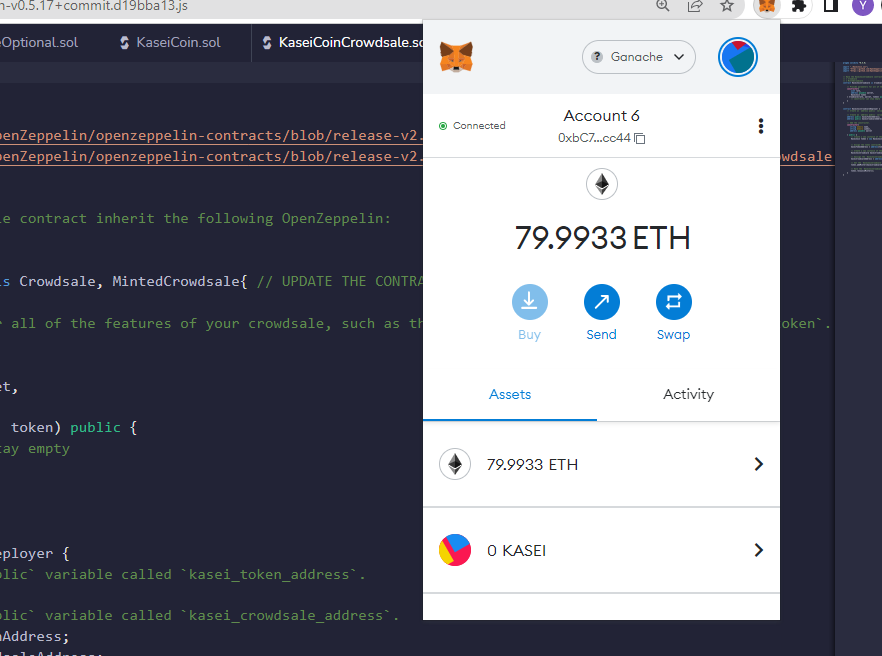 n-v0.5.17+commit.d19bba13.js
Y
eOptional.sol
KaseiCoin.sol
KaseiCoinCrowdsale.so
penZeppelin/openzeppelin-contracts/blob/release-v2.
penZeppelin/openzeppelin-contracts/blob/release-v2.
wdsale
e contract inherit the following OpenZeppelin:
s Crowdsale, MintedCrowdsale{ // UPDATE THE CONTRA
r all of the features of your crowdsale, such as th
oken`.
et,
token) public {
tay empty
eployer {
blic` variable called `kasei_token_address`.
blic` variable called `kasei_crowdsale_address`.
nAddress;
? Ganache
Connected
Account 6
0xbC7...cc44
79.9933 ETH
Buy
Send
Swap
Assets
Activity
79.9933 ETH
0 KASEI